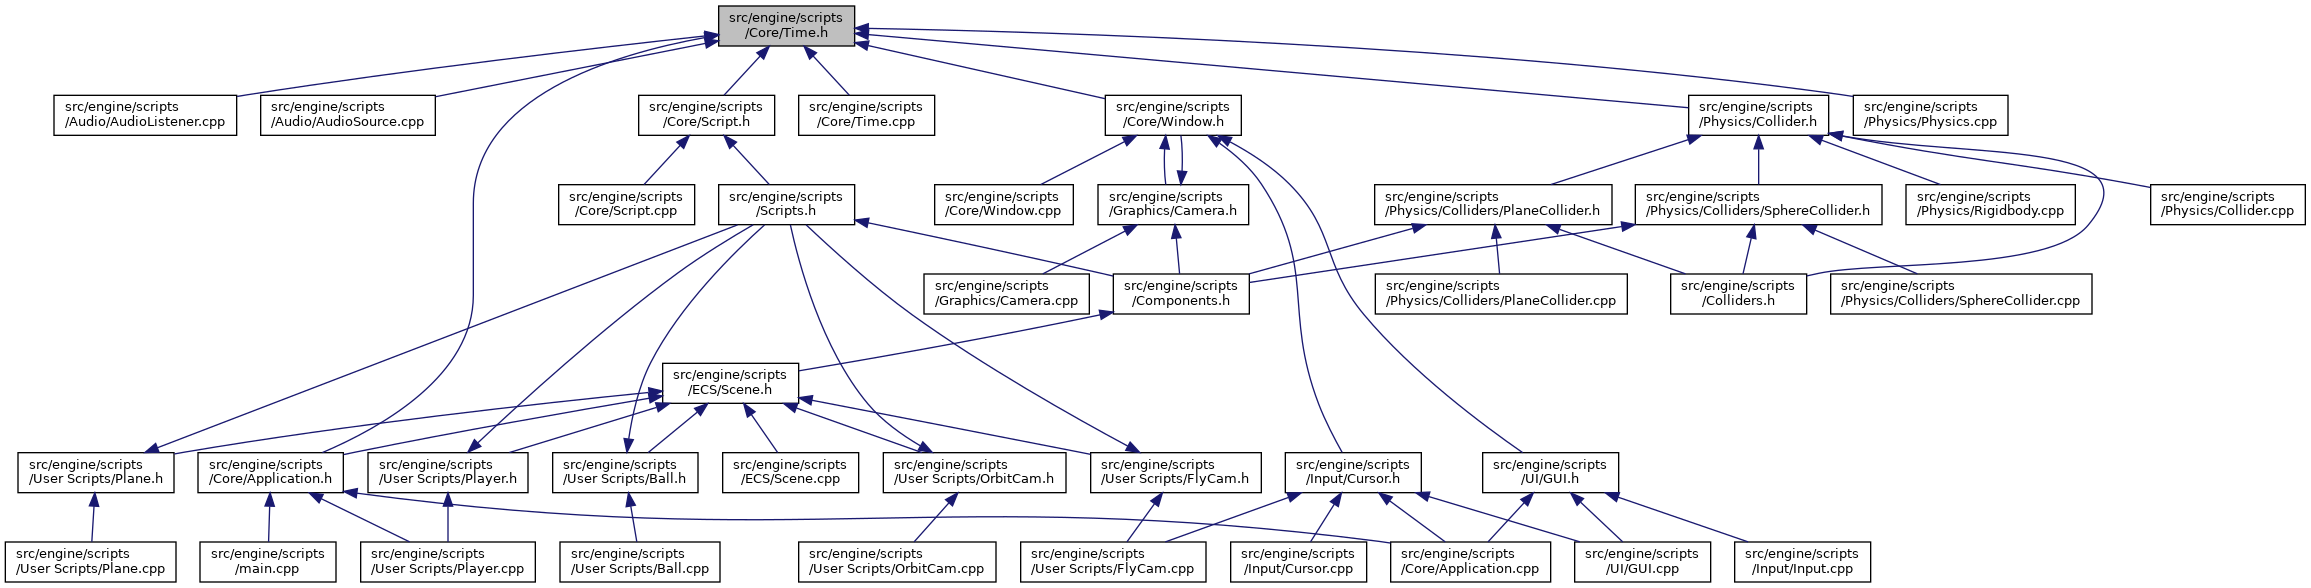 src/engine/scripts
/Core/Time.h
src/engine/scripts
/Audio/AudioListener.cpp
src/engine/scripts
/Audio/AudioSource.cpp
src/engine/scripts
/Core/Script.h
src/engine/scripts
/Core/Time.cpp
src/engine/scripts
/Core/Window.h
src/engine/scripts
/Physics/Collider.h
src/engine/scripts
/Physics/Physics.cpp
src/engine/scripts
/Core/Script.cpp
src/engine/scripts
/Scripts.h
src/engine/scripts
/Core/Window.cpp
src/engine/scripts
/Graphics/Camera.h
src/engine/scripts
/Physics/Colliders/PlaneCollider.h
src/engine/scripts
/Physics/Colliders/SphereCollider.h
src/engine/scripts
/Physics/Rigidbody.cpp
src/engine/scripts
/Physics/Collider.cpp
src/engine/scripts
/Graphics/Camera.cpp
src/engine/scripts
/Components.h
src/engine/scripts
/Physics/Colliders/PlaneCollider.cpp
src/engine/scripts
/Colliders.h
src/engine/scripts
/Physics/Colliders/SphereCollider.cpp
src/engine/scripts
/ECS/Scene.h
src/engine/scripts
/User Scripts/Plane.h
src/engine/scripts
/Core/Application.h
src/engine/scripts
/User Scripts/Player.h
src/engine/scripts
/User Scripts/Ball.h
src/engine/scripts
/ECS/Scene.cpp
src/engine/scripts
/User Scripts/OrbitCam.h
src/engine/scripts
/User Scripts/FlyCam.h
src/engine/scripts
/Input/Cursor.h
src/engine/scripts
/UI/GUI.h
src/engine/scripts
/User Scripts/Plane.cpp
src/engine/scripts
/main.cpp
src/engine/scripts
/User Scripts/Player.cpp
src/engine/scripts
/User Scripts/Ball.cpp
src/engine/scripts
/User Scripts/OrbitCam.cpp
src/engine/scripts
/User Scripts/FlyCam.cpp
src/engine/scripts
/Input/Cursor.cpp
src/engine/scripts
/Core/Application.cpp
src/engine/scripts
/UI/GUI.cpp
src/engine/scripts
/Input/Input.cpp